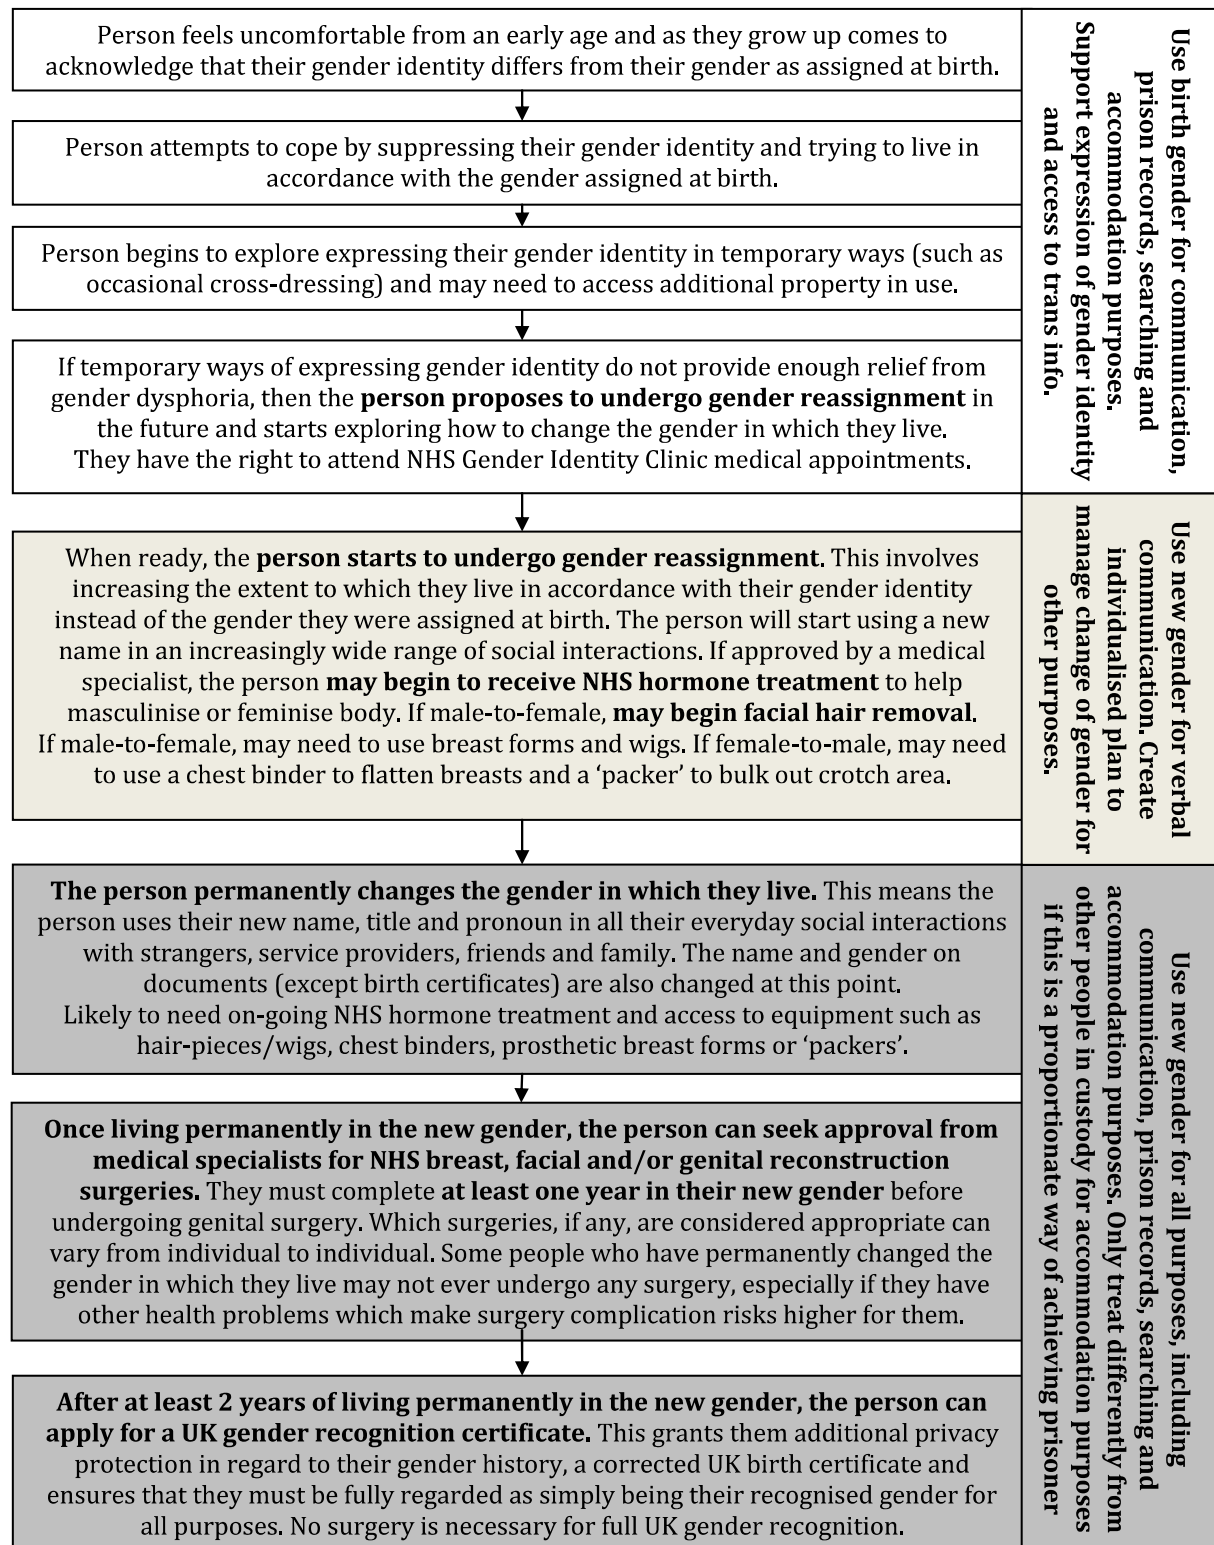 Person feels uncomfortable from an early age and as they grow up comes to
acknowledge that their gender identity differs from their gender as assigned at birth.
Person attempts to cope by suppressing their gender identity and trying to live in
accordance with the gender assigned at birth.
Person begins to explore expressing their gender identity in temporary ways (such as
occasional cross-dressing) and may need to access additional property in use.
If temporary ways of expressing gender identity do not provide enough relief from
gender dysphoria, then the person proposes to undergo gender reassignment in
the future and starts exploring how to change the gender in which they live.
They have the right to attend NHS Gender Identity Clinic medical appointments.
Use birth gender for communication,
prison records, searching and
accommodation purposes.
Support expression of gender identity
and access to trans info.
When ready, the person starts to undergo gender reassignment. This involves
increasing the extent to which they live in accordance with their gender identity
instead of the gender they were assigned at birth. The person will start using a new
name in an increasingly wide range of social interactions. If approved by a medical
specialist, the person may begin to receive NHS hormone treatment to help
masculinise or feminise body. If male-to-female, may begin facial hair removal.
If male-to-female, may need to use breast forms and wigs. If female-to-male, may need
to use a chest binder to flatten breasts and a ‘packer’ to bulk out crotch area.
Use new gender for verbal
communication. Create
individualised plan to
manage change of gender for
other purposes.
The person permanently changes the gender in which they live. This means the
person uses their new name, title and pronoun in all their everyday social interactions
with strangers, service providers, friends and family. The name and gender on
documents (except birth certificates) are also changed at this point.
Likely to need on-going NHS hormone treatment and access to equipment such as
hair-pieces/wigs, chest binders, prosthetic breast forms or ‘packers’.
Once living permanently in the new gender, the person can seek approval from
medical specialists for NHS breast, facial and/or genital reconstruction
surgeries. They must complete at least one year in their new gender before
undergoing genital surgery. Which surgeries, if any, are considered appropriate can
vary from individual to individual. Some people who have permanently changed the
gender in which they live may not ever undergo any surgery, especially if they have
other health problems which make surgery complication risks higher for them.
After at least 2 years of living permanently in the new gender, the person can
apply for a UK gender recognition certificate. This grants them additional privacy
protection in regard to their gender history, a corrected UK birth certificate and
ensures that they must be fully regarded as simply being their recognised gender for
all purposes. No surgery is necessary for full UK gender recognition.
Use new gender for all purposes, including
communication, prison records, searching and
accommodation purposes. Only treat differently from
other people in custody for accommodation purposes
if this is a proportionate way of achieving prisoner